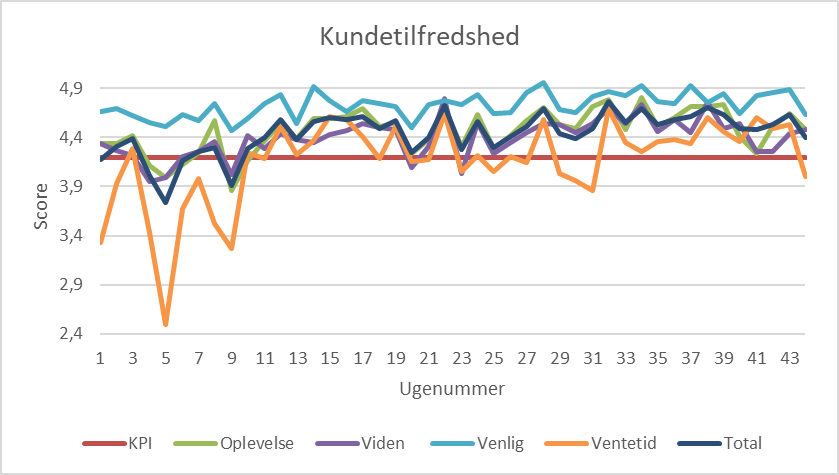 Kundetilfredshed
4,9
4,4
3,9
3,4
2,9
2,4
Score
1 3 5 7 9 11 13 15 17 19 21 23 25 27 29 31 33 35 37 39 41 43
Ugenummer
KPI Oplevelse Viden Venlig Ventetid Total